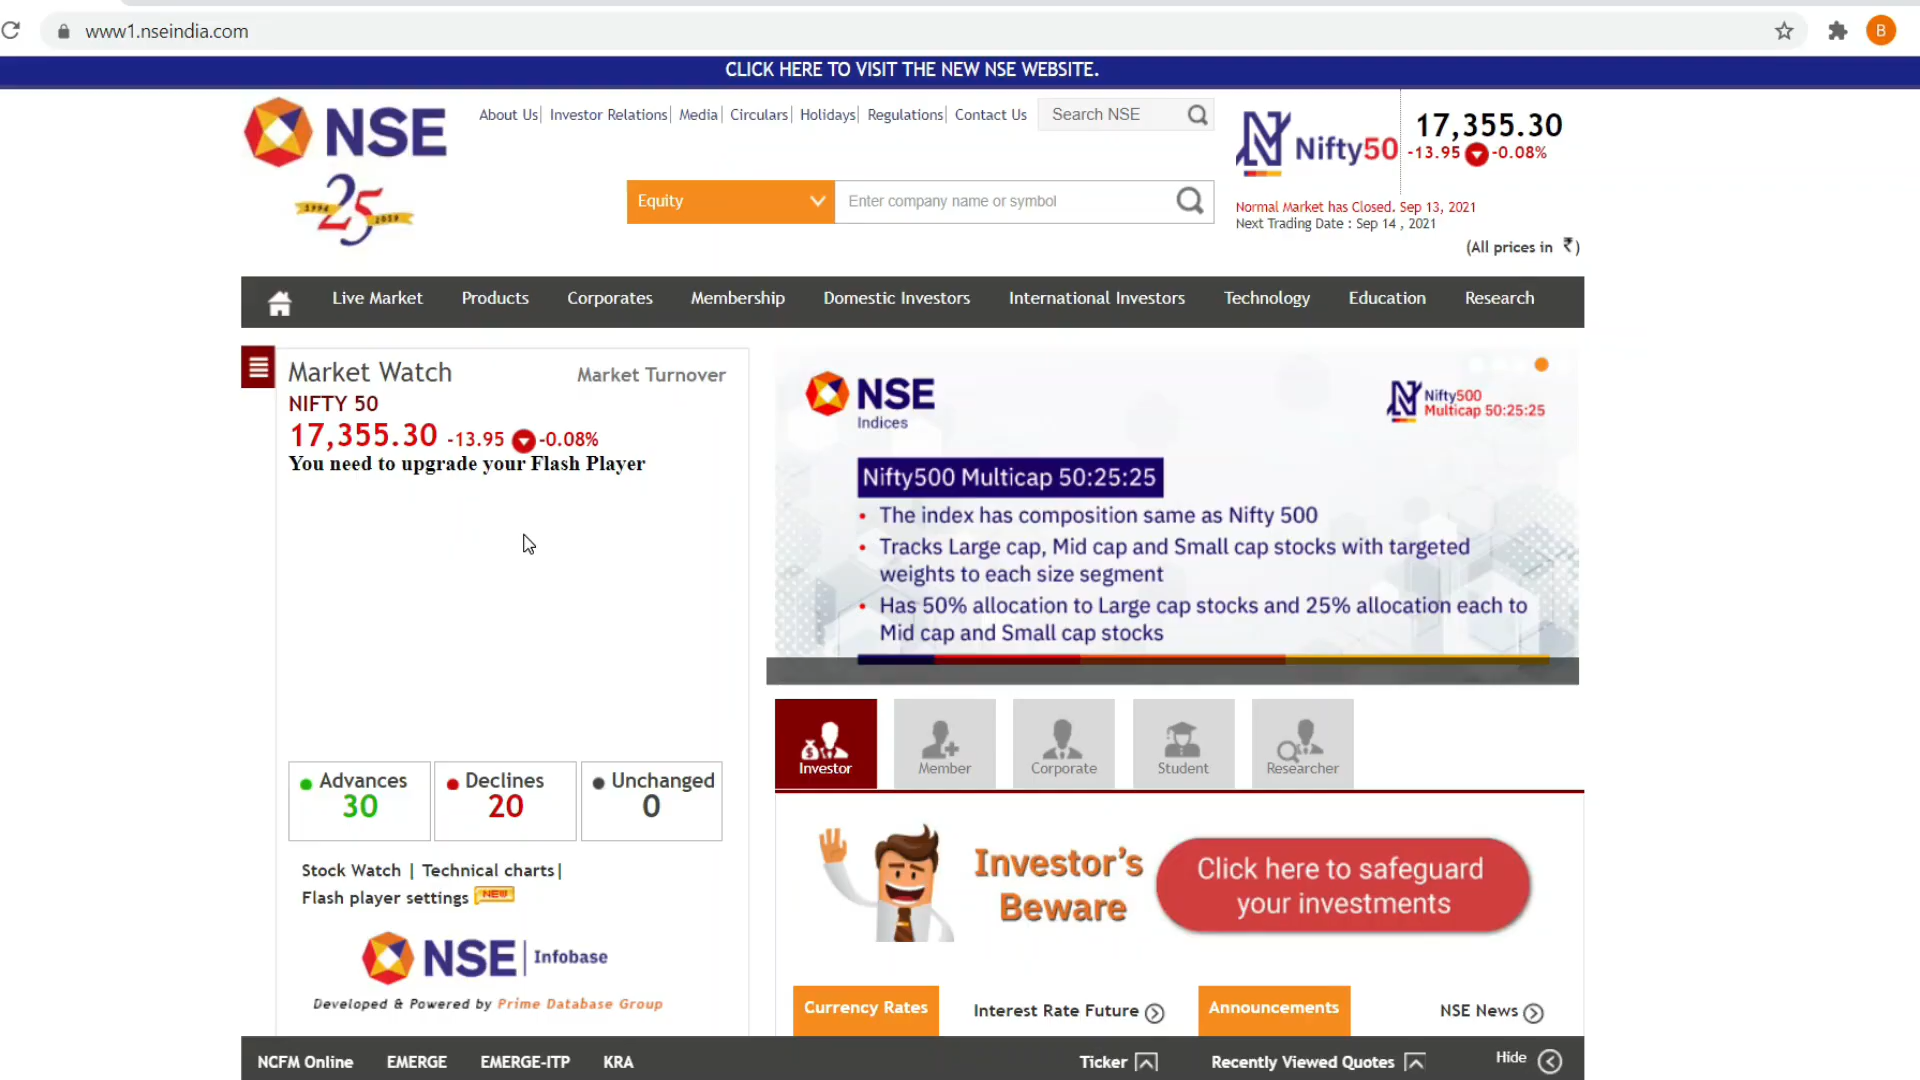 www1.nseindia.com
B
CLICK HERE TO VISIT THE NEW NSE WEBSITE.
NSE
1994 25 2019
About Us| Investor Relations| Media| Circulars| Holidays| Regulations| Contact Us
Search NSE
Equity
Enter company name or symbol
Nifty50
17,355.30
-13.95 -0.08%
Normal Market has Closed. Sep 13, 2021
Next Trading Date : Sep 14 , 2021
(All prices in ₹)
Live Market Products Corporates Membership Domestic Investors International Investors Technology Education Research
Market Watch
Market Turnover
NIFTY 50
17,355.30 -13.95 -0.08%
You need to upgrade your Flash Player
NSE
Indices
Nifty500
Multicap 50:25:25
Nifty500 Multicap 50:25:25
• The index has composition same as Nifty 500
• Tracks Large cap, Mid cap and Small cap stocks with targeted
weights to each size segment
• Has 50% allocation to Large cap stocks and 25% allocation each to
Mid cap and Small cap stocks
Investor
Member
Corporate
Student
Researcher
Advances
30
Declines
20
Unchanged
0
Stock Watch | Technical charts|
Flash player settings NEW
NSE Infobase
Developed & Powered by Prime Database Group
Investor's
Beware
Click here to safeguard
your investments
Currency Rates
Interest Rate Future
Announcements
NSE News
NCFM Online EMERGE EMERGE-ITP KRA
Ticker Recently Viewed Quotes Hide